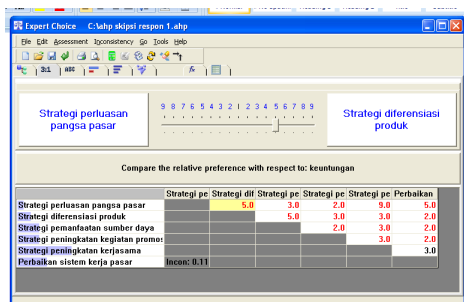 Expert Choice C:\ahp skipsi respon 1.ahp
File Edit Assessment Inconsistency Go Tools Help
3:1 ABC
Strategi perluasan pangsa pasar
9 8 7 6 5 4 3 2 1 2 3 4 5 6 7 8 9
Strategi diferensiasi produk
Compare the relative preference with respect to: keuntungan
Strategi pe Strategi dif Strategi pe Strategi pe Strategi pe Perbaikan
Strategi perluasan pangsa pasar 5.0 3.0 2.0 9.0 5.0
Strategi diferensiasi produk 5.0 3.0 2.0 2.0
Strategi pemanfaatan sumber daya 2.0 3.0 2.0
Strategi peningkatan kegiatan promos 3.0 2.0
Strategi peningkatan kerjasama 3.0
Perbaikan sistem kerja pasar Incon: 0.11